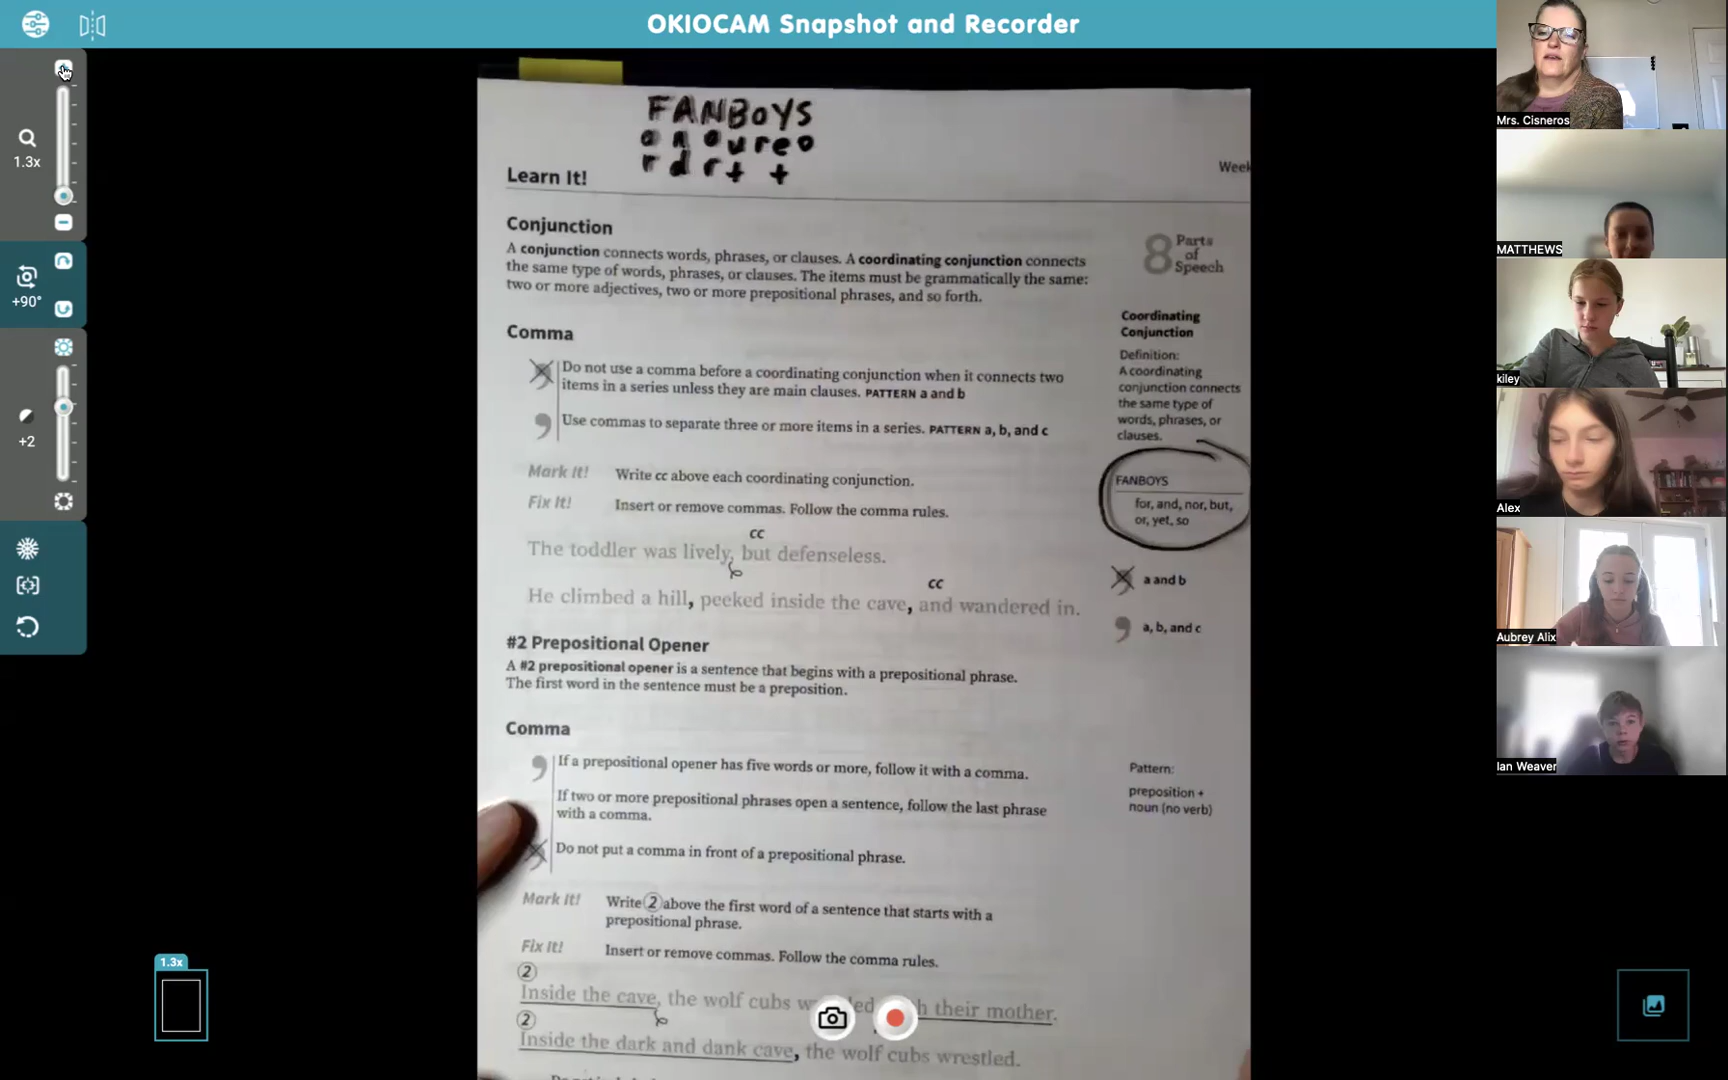 OKIOCAM Snapshot and Recorder
1.3x
+90°
+2
1.3x
FANBOYS
o a o u r e o
r d r t t
Learn It!
Week
Conjunction
A conjunction connects words, phrases, or clauses. A coordinating conjunction connects
the same type of words, phrases, or clauses. The items must be grammatically the same:
two or more adjectives, two or more prepositional phrases, and so forth.
8 Parts
of
Speech
Comma
Do not use a comma before a coordinating conjunction when it connects two
items in a series unless they are main clauses. PATTERN a and b
Use commas to separate three or more items in a series. PATTERN a, b, and c
Mark It! Write cc above each coordinating conjunction.
Fix It! Insert or remove commas. Follow the comma rules.
cc
The toddler was lively, but defenseless.
cc
He climbed a hill, peeked inside the cave, and wandered in.
Coordinating
Conjunction
Definition:
A coordinating
conjunction connects
the same type of
words, phrases, or
clauses.
FANBOYS
for, and, nor, but,
or, yet, so
a and b
a, b, and c
#2 Prepositional Opener
A #2 prepositional opener is a sentence that begins with a prepositional phrase.
The first word in the sentence must be a preposition.
Comma
If a prepositional opener has five words or more, follow it with a comma.
If two or more prepositional phrases open a sentence, follow the last phrase
with a comma.
Do not put a comma in front of a prepositional phrase.
Pattern:
preposition +
noun (no verb)
Mark It! Write 2 above the first word of a sentence that starts with a
prepositional phrase.
Fix It! Insert or remove commas. Follow the comma rules.
2
Inside the cave, the wolf cubs their mother.
2
Inside the dark and dank cave, the wolf cubs wrestled.
Mrs. Cisneros
MATTHEWS
kiley
Alex
Aubrey Alix
Ian Weaver